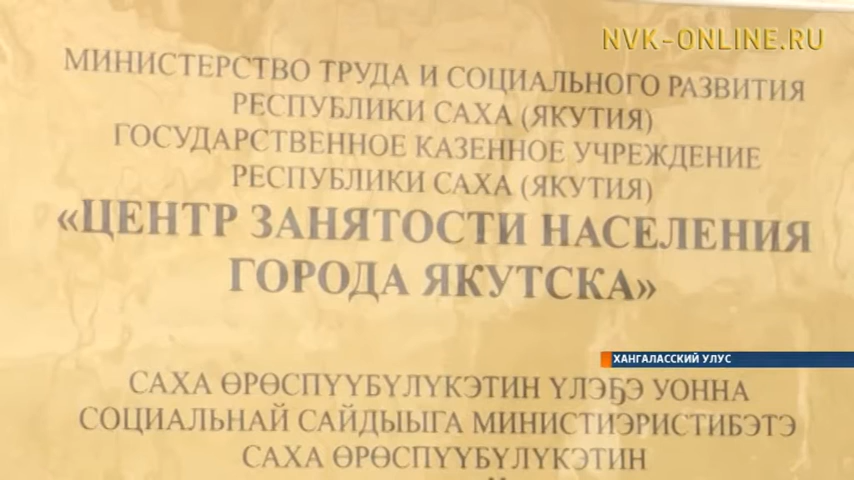 NVK-ONLINE.RU
МИНИСТЕРСТВО ТРУДА И СОЦИАЛЬНОГО РАЗВИТИЯ
РЕСПУБЛИКИ САХА (ЯКУТИЯ)
ГОСУДАРСТВЕННОЕ КАЗЕННОЕ УЧРЕЖДЕНИЕ
РЕСПУБЛИКИ САХА (ЯКУТИЯ)
«ЦЕНТР ЗАНЯТОСТИ НАСЕЛЕНИЯ
ГОРОДА ЯКУТСКА»
ХАНГАЛАССКИЙ УЛУС
САХА ӨРӨСПҮҮБҮЛҮКЭТИН ҮЛЭҔЭ УОННА
СОЦИАЛЬНАЙ САЙДЫЫГА МИНИСТИЭРИСТИБЭТЭ
САХА ӨРӨСПҮҮБҮЛҮКЭТИН